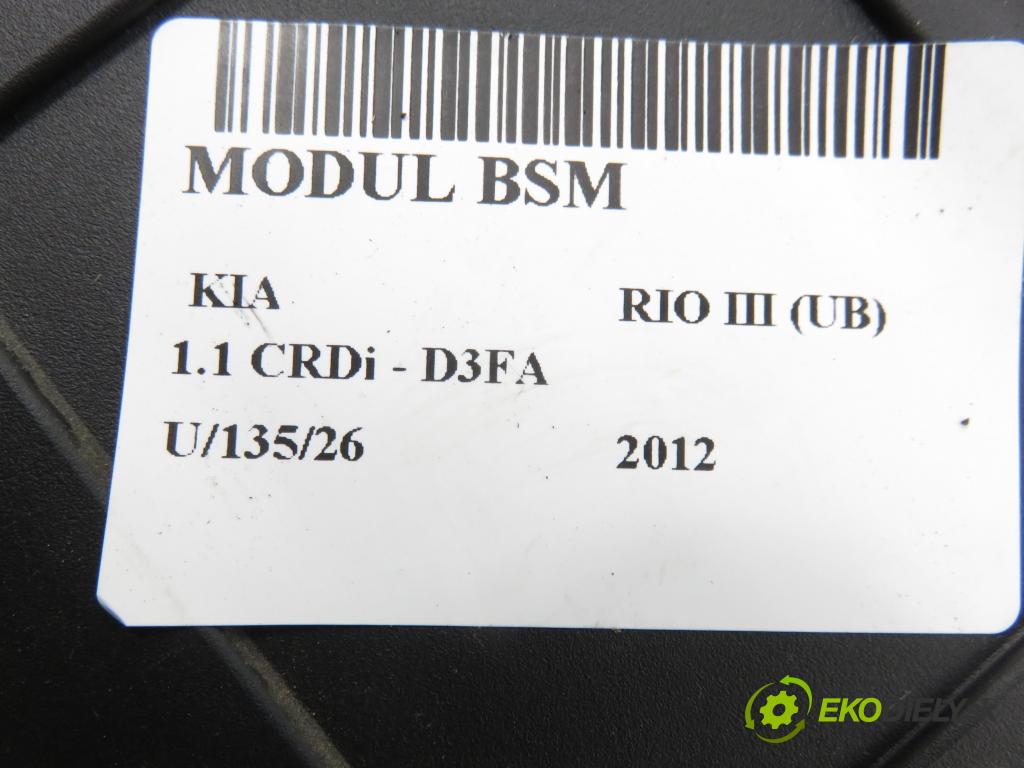 MODUL BSM
KIA RIO III (UB)
1.1 CRDi - D3FA
U/135/26 2012
EKODIELY